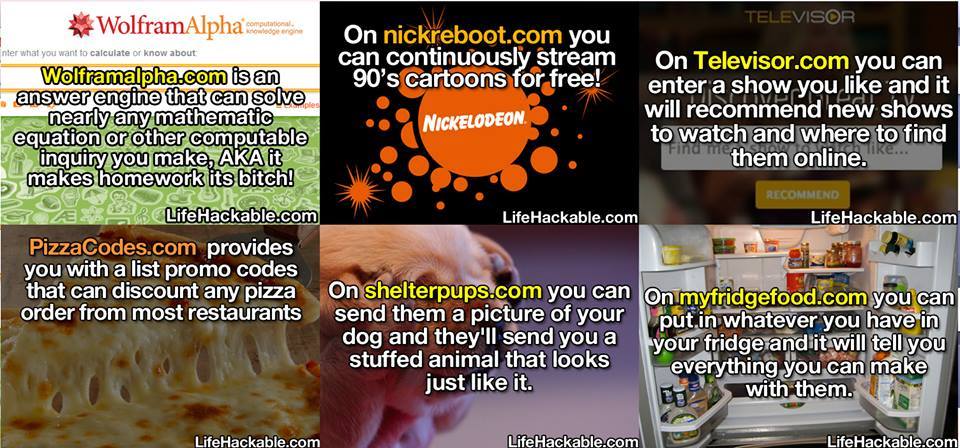 WolframAlpha computational knowledge engine
nter what you want to calculate or know about:
Wolframalpha.com is an
answer engine that can solve
nearly any mathematic
equation or other computable
inquiry you make, AKA it
makes homework its bitch!
LifeHackable.com
On nickreboot.com you
can continuously stream
90's cartoons for free!
NICKELODEON
LifeHackable.com
TELEVISOR
On Televisor.com you can
enter a show you like and it
will recommend new shows
to watch and where to find
them online.
RECOMMEND
LifeHackable.com
PizzaCodes.com provides
you with a list promo codes
that can discount any pizza
order from most restaurants
LifeHackable.com
On shelterpups.com you can
send them a picture of your
dog and they'll send you a
stuffed animal that looks
just like it.
LifeHackable.com
On myfridgefood.com you can
put in whatever you have in
your fridge and it will tell you
everything you can make
with them.
LifeHackable.com